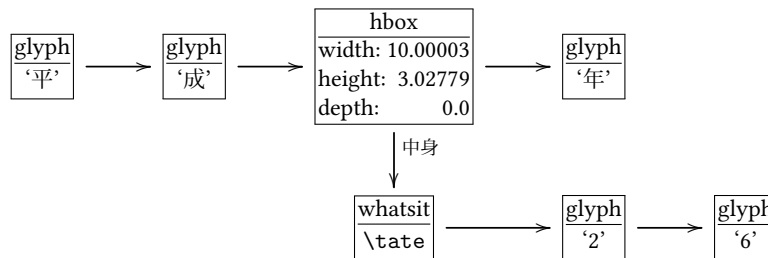 hbox
glyph glyph width: 10.00003 glyph
‘平’ ‘成’ height: 3.02779 ‘年’
depth: 0.0
中身
whatsit glyph glyph
\tate ‘2’ ‘6’